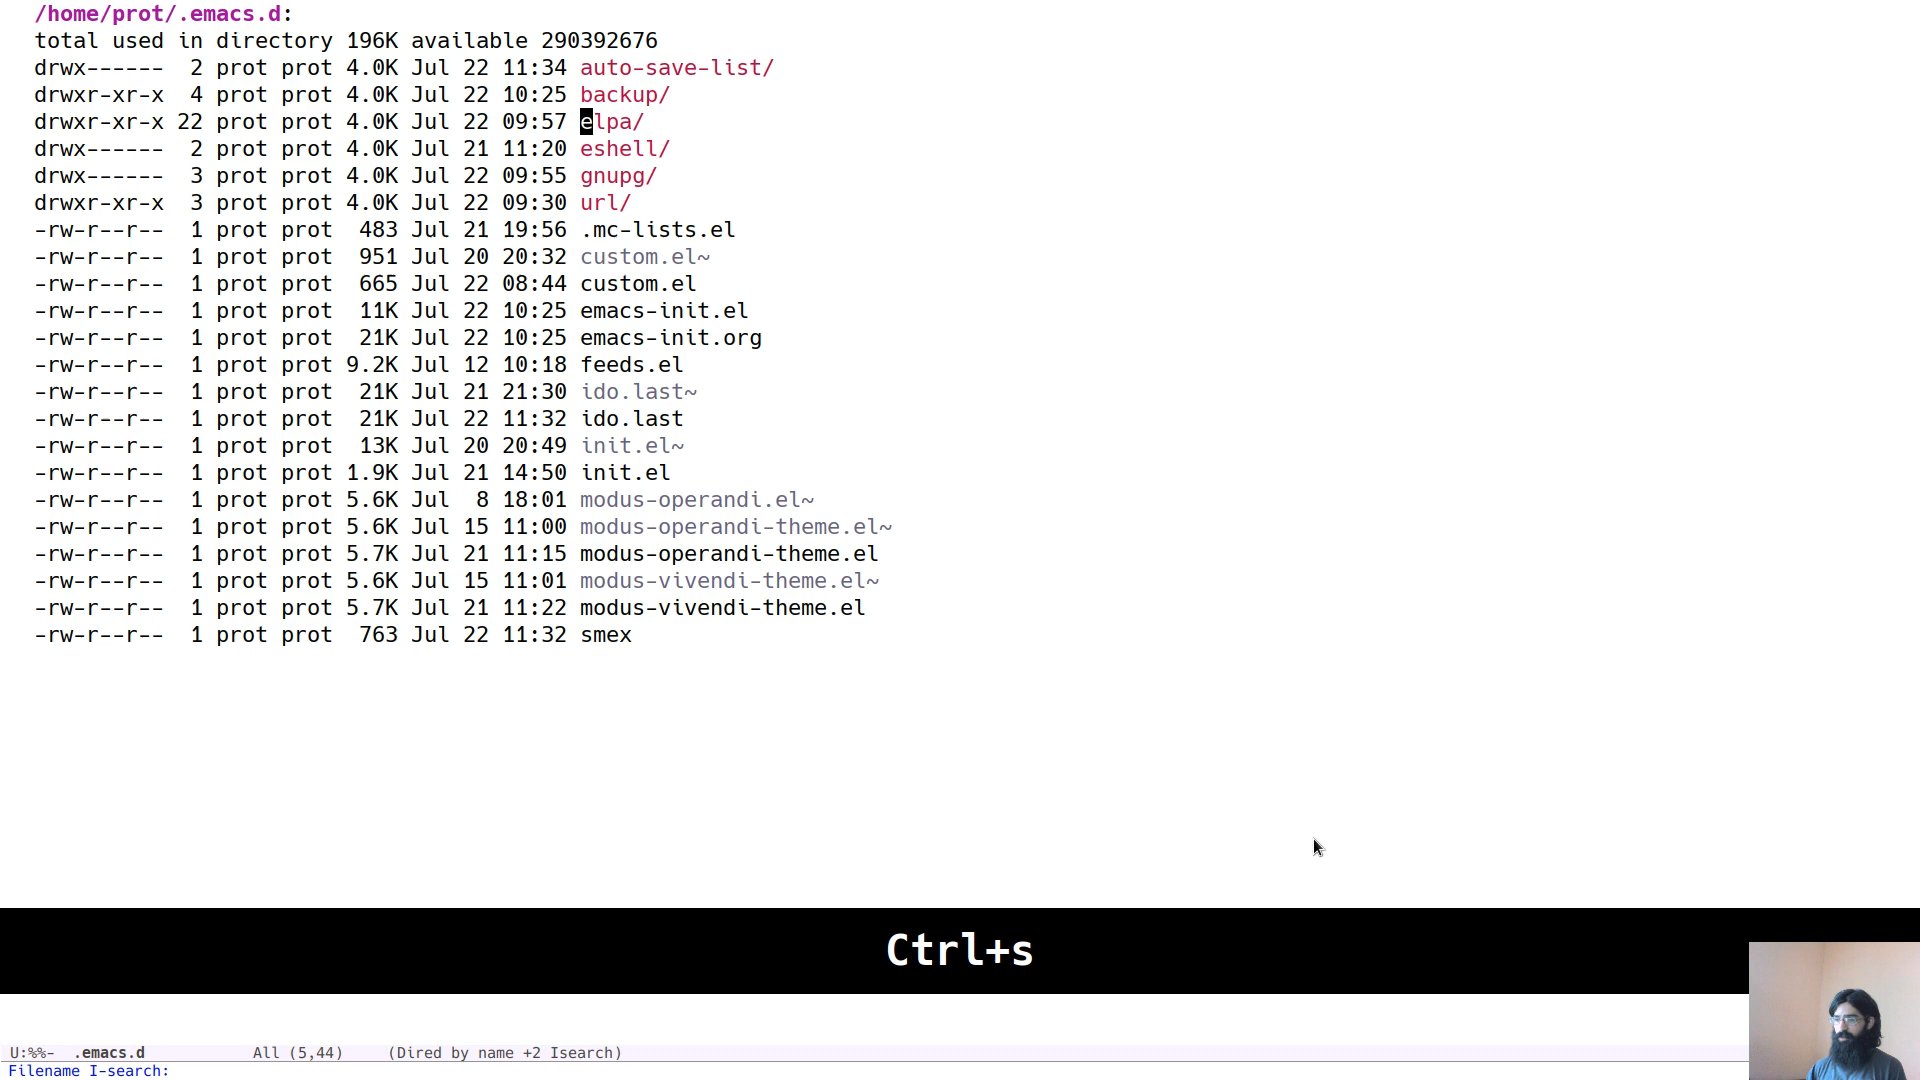 /home/prot/.emacs.d:
total used in directory 196K available 290392676
drwx------  2 prot prot 4.0K Jul 22 11:34 auto-save-list/
drwxr-xr-x  4 prot prot 4.0K Jul 22 10:25 backup/
drwxr-xr-x 22 prot prot 4.0K Jul 22 09:57 elpa/
drwx------  2 prot prot 4.0K Jul 21 11:20 eshell/
drwx------  3 prot prot 4.0K Jul 22 09:55 gnupg/
drwxr-xr-x  3 prot prot 4.0K Jul 22 09:30 url/
-rw-r--r--  1 prot prot  483 Jul 21 19:56 .mc-lists.el
-rw-r--r--  1 prot prot  951 Jul 20 20:32 custom.el~
-rw-r--r--  1 prot prot  665 Jul 22 08:44 custom.el
-rw-r--r--  1 prot prot  11K Jul 22 10:25 emacs-init.el
-rw-r--r--  1 prot prot  21K Jul 22 10:25 emacs-init.org
-rw-r--r--  1 prot prot 9.2K Jul 12 10:18 feeds.el
-rw-r--r--  1 prot prot  21K Jul 21 21:30 ido.last~
-rw-r--r--  1 prot prot  21K Jul 22 11:32 ido.last
-rw-r--r--  1 prot prot  13K Jul 20 20:49 init.el~
-rw-r--r--  1 prot prot 1.9K Jul 21 14:50 init.el
-rw-r--r--  1 prot prot 5.6K Jul  8 18:01 modus-operandi.el~
-rw-r--r--  1 prot prot 5.6K Jul 15 11:00 modus-operandi-theme.el~
-rw-r--r--  1 prot prot 5.7K Jul 21 11:15 modus-operandi-theme.el
-rw-r--r--  1 prot prot 5.6K Jul 15 11:01 modus-vivendi-theme.el~
-rw-r--r--  1 prot prot 5.7K Jul 21 11:22 modus-vivendi-theme.el
-rw-r--r--  1 prot prot  763 Jul 22 11:32 smex
Ctrl+s
U:%%-  .emacs.d            All (5,44)     (Dired by name +2 Isearch)
Filename I-search: